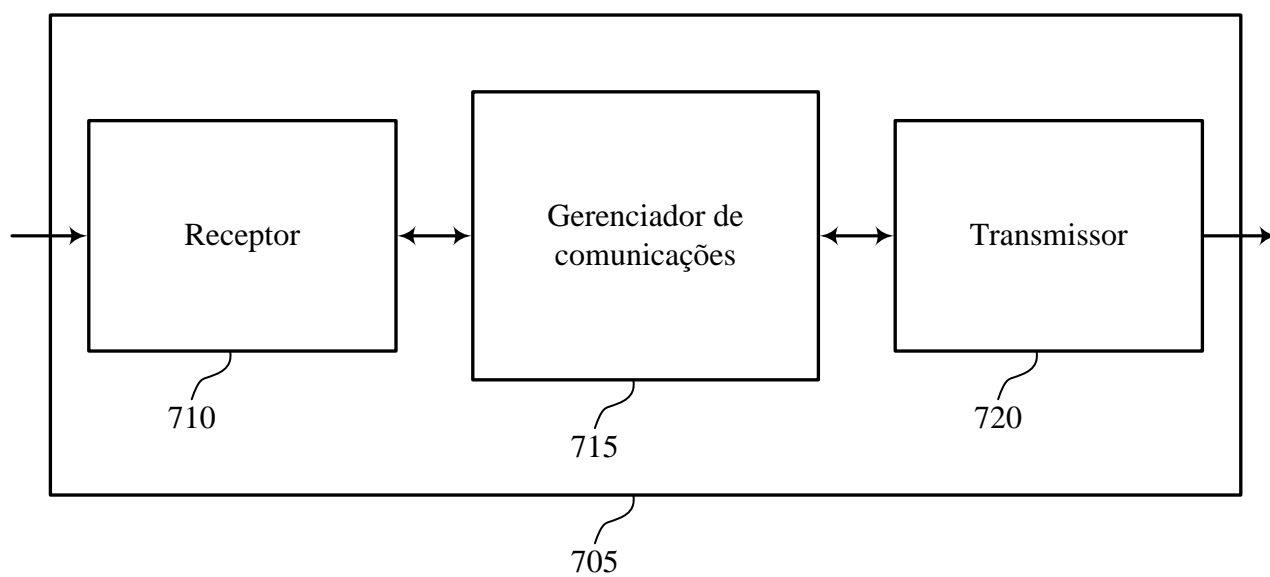 Receptor
Gerenciador de
comunicações
Transmissor
710
715
720
705